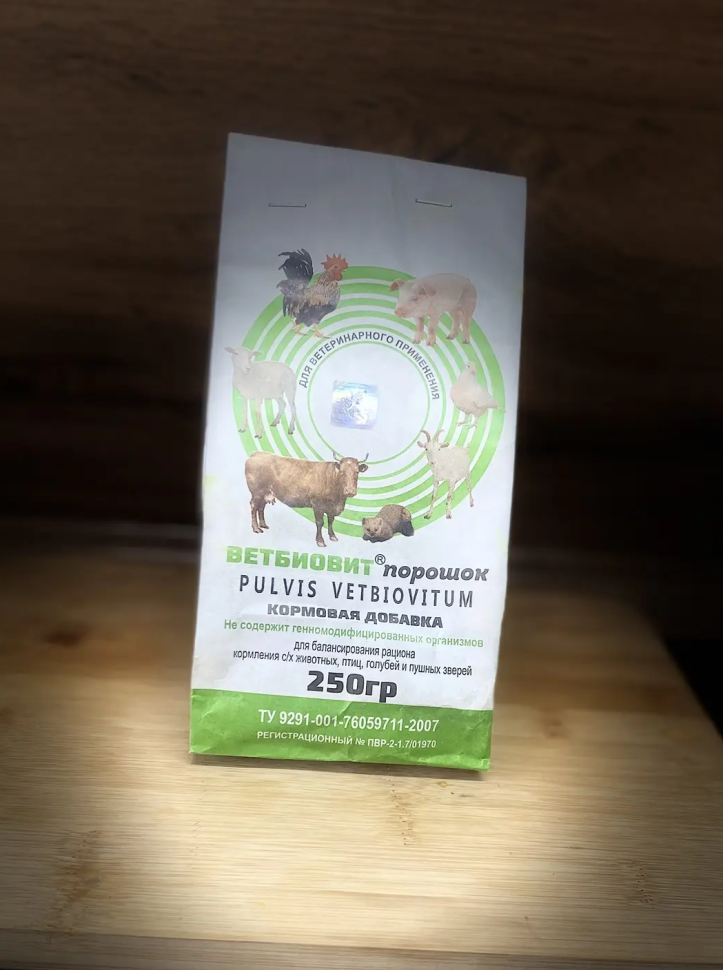 ДЛЯ ВЕТЕРИНАРНОГО ПРИМЕНЕНИЯ
ВЕТБИОВИТ® порошок
PULVIS VETBIOVITUM
КОРМОВАЯ ДОБАВКА
Не содержит генномодифицированных организмов
для балансирования рациона
кормления с/х животных, птиц, голубей и пушных зверей
250гр
ТУ 9291-001-76059711-2007
РЕГИСТРАЦИОННЫЙ № ПВР-2-1.7/01970